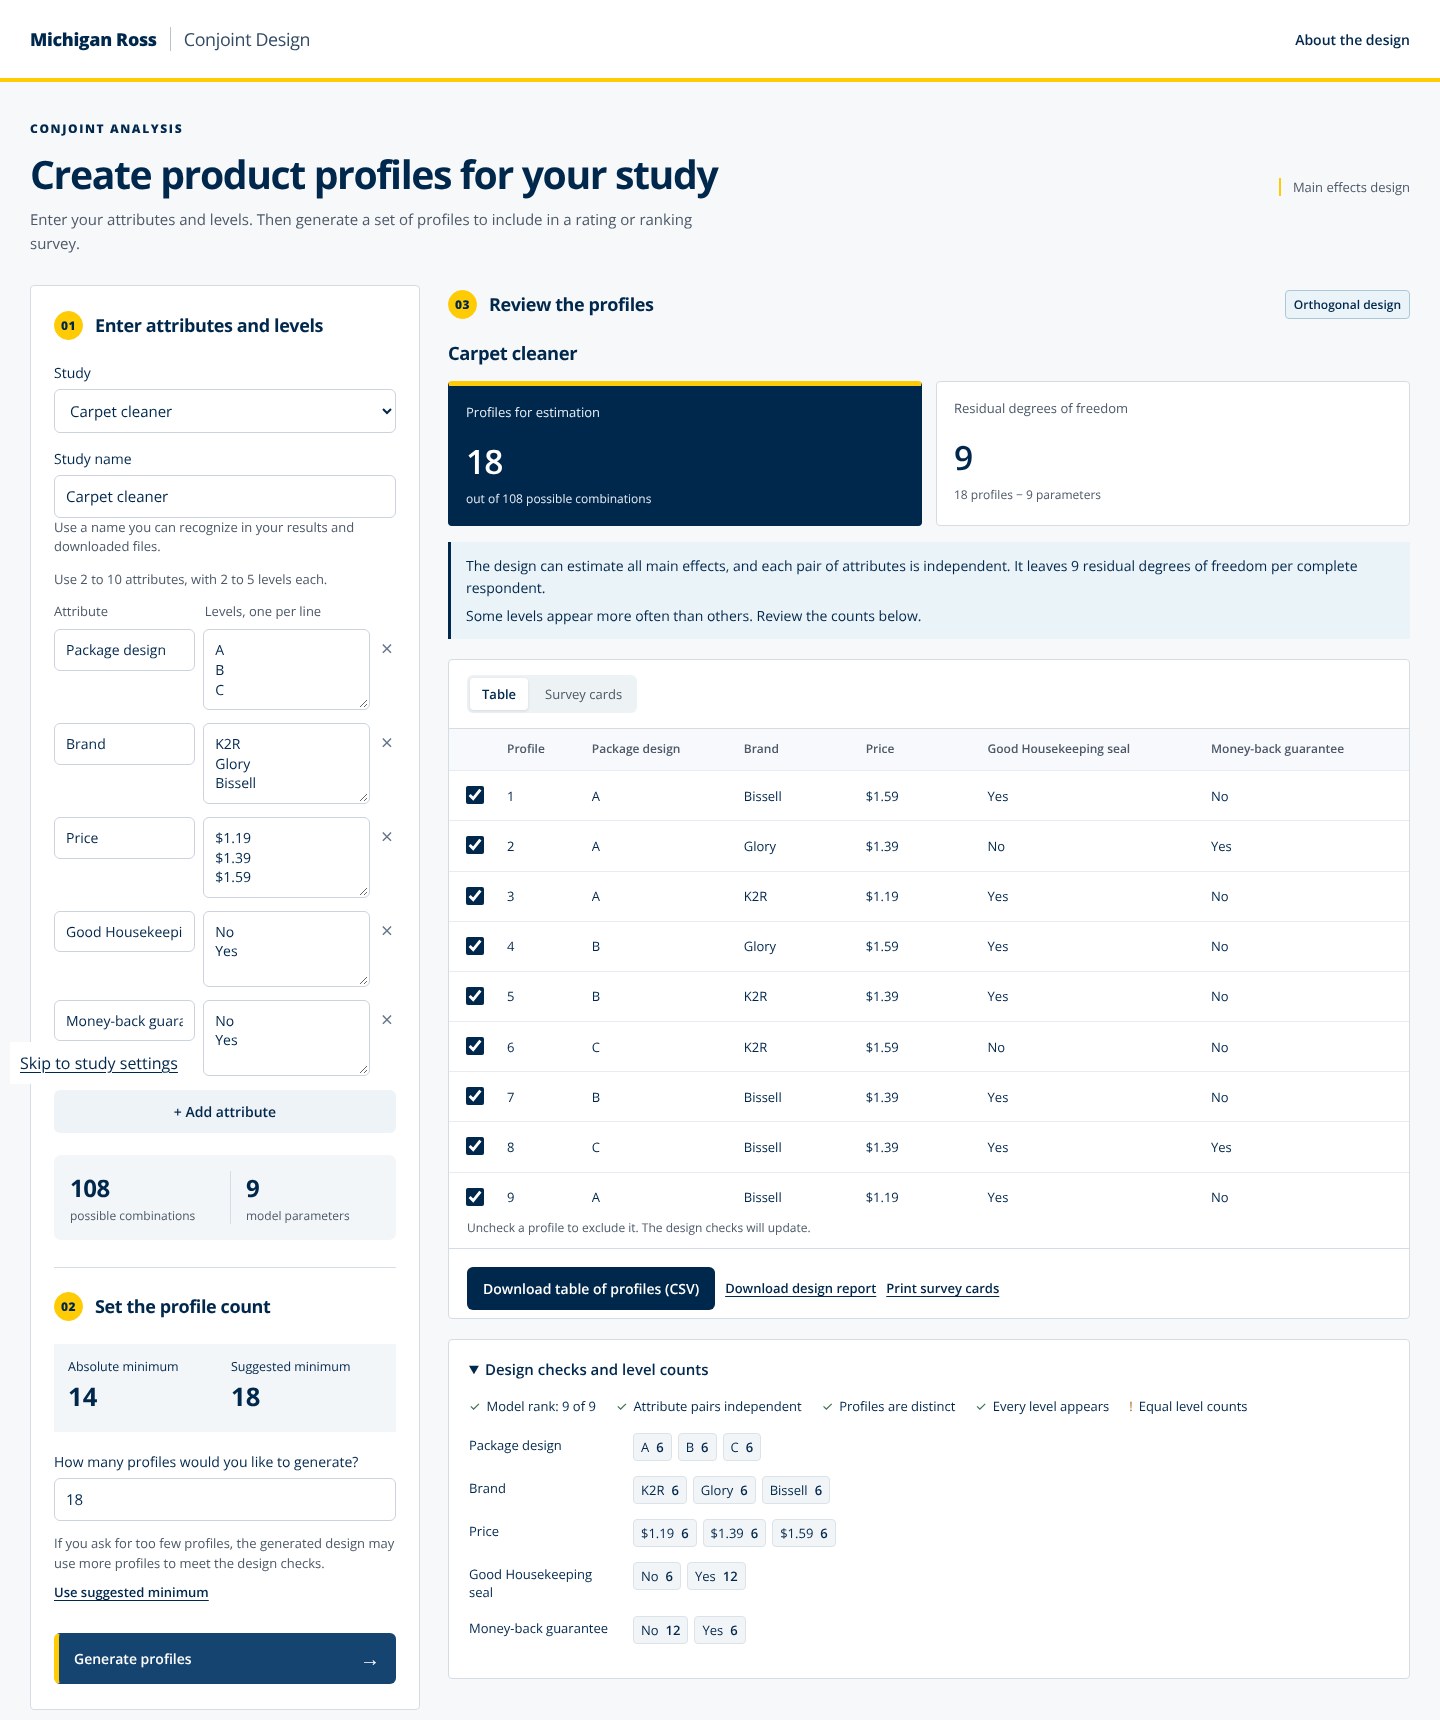 Michigan Ross
Conjoint Design
About the design
CONJOINT ANALYSIS
Create product profiles for your study
Main effects design
Enter your attributes and levels. Then generate a set of profiles to include in a rating or ranking
survey.
01 Enter attributes and levels
Study
Carpet cleaner
Study name
Carpet cleaner
Use a name you can recognize in your results and
downloaded files.
Use 2 to 10 attributes, with 2 to 5 levels each.
Attribute Levels, one per line
Package design
A
B
C
×
Brand
K2R
Glory
Bissell
×
Price
$1.19
$1.39
$1.59
×
Good Housekeepi
No
Yes
×
Money-back guara
No
Yes
×
Skip to study settings
+ Add attribute
108
possible combinations
9
model parameters
02 Set the profile count
Absolute minimum
14
Suggested minimum
18
How many profiles would you like to generate?
18
If you ask for too few profiles, the generated design may
use more profiles to meet the design checks.
Use suggested minimum
Generate profiles →
03 Review the profiles
Orthogonal design
Carpet cleaner
Profiles for estimation
18
out of 108 possible combinations
Residual degrees of freedom
9
18 profiles − 9 parameters
The design can estimate all main effects, and each pair of attributes is independent. It leaves 9 residual degrees of freedom per complete
respondent.
Some levels appear more often than others. Review the counts below.
Table Survey cards
Profile Package design Brand Price Good Housekeeping seal Money-back guarantee
1 A Bissell $1.59 Yes No
2 A Glory $1.39 No Yes
3 A K2R $1.19 Yes No
4 B Glory $1.59 Yes No
5 B K2R $1.39 Yes No
6 C K2R $1.59 No No
7 B Bissell $1.39 Yes No
8 C Bissell $1.39 Yes Yes
9 A Bissell $1.19 Yes No
Uncheck a profile to exclude it. The design checks will update.
Download table of profiles (CSV) Download design report Print survey cards
▼ Design checks and level counts
✓ Model rank: 9 of 9 ✓ Attribute pairs independent ✓ Profiles are distinct ✓ Every level appears ! Equal level counts
Package design A 6 B 6 C 6
Brand K2R 6 Glory 6 Bissell 6
Price $1.19 6 $1.39 6 $1.59 6
Good Housekeeping
seal
No 6 Yes 12
Money-back guarantee No 12 Yes 6